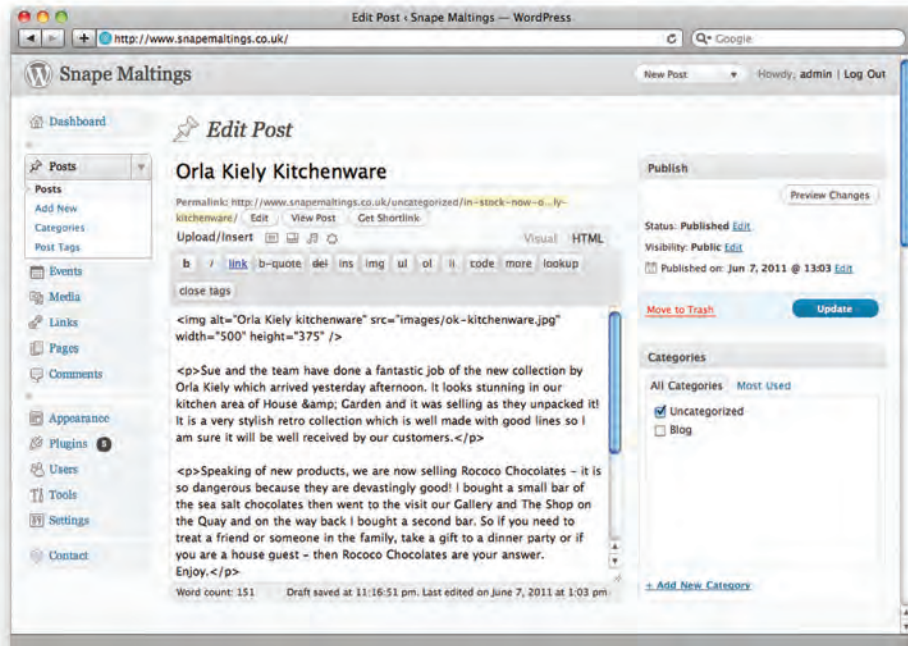 Edit Post ‹ Snape Maltings — WordPress
http://www.snapemaltings.co.uk/
Google
Snape Maltings
New Post
Howdy, admin | Log Out
Dashboard
Posts
Posts
Add New
Categories
Post Tags
Events
Media
Links
Pages
Comments
Appearance
Plugins 5
Users
Tools
Settings
Contact
Edit Post
Orla Kiely Kitchenware
Permalink: http://www.snapemaltings.co.uk/uncategorized/in-stock-now-o...ly-
kitchenware/ Edit View Post Get Shortlink
Upload/Insert
Visual HTML
b i link b-quote del ins img ul ol li code more lookup
close tags
<img alt="Orla Kiely kitchenware" src="images/ok-kitchenware.jpg"
width="500" height="375" />
<p>Sue and the team have done a fantastic job of the new collection by
Orla Kiely which arrived yesterday afternoon. It looks stunning in our
kitchen area of House &amp; Garden and it was selling as they unpacked it!
It is a very stylish retro collection which is well made with good lines so I
am sure it will be well received by our customers.</p>
<p>Speaking of new products, we are now selling Rococo Chocolates – it is
so dangerous because they are devastingly good! I bought a small bar of
the sea salt chocolates then went to the visit our Gallery and The Shop on
the Quay and on the way back I bought a second bar. So if you need to
treat a friend or someone in the family, take a gift to a dinner party or if
you are a house guest – then Rococo Chocolates are your answer.
Enjoy.</p>
Word count: 151 Draft saved at 11:16:51 pm. Last edited on June 7, 2011 at 1:03 pm
Publish
Preview Changes
Status: Published Edit
Visibility: Public Edit
Published on: Jun 7, 2011 @ 13:03 Edit
Move to Trash
Update
Categories
All Categories Most Used
Uncategorized
Blog
+ Add New Category